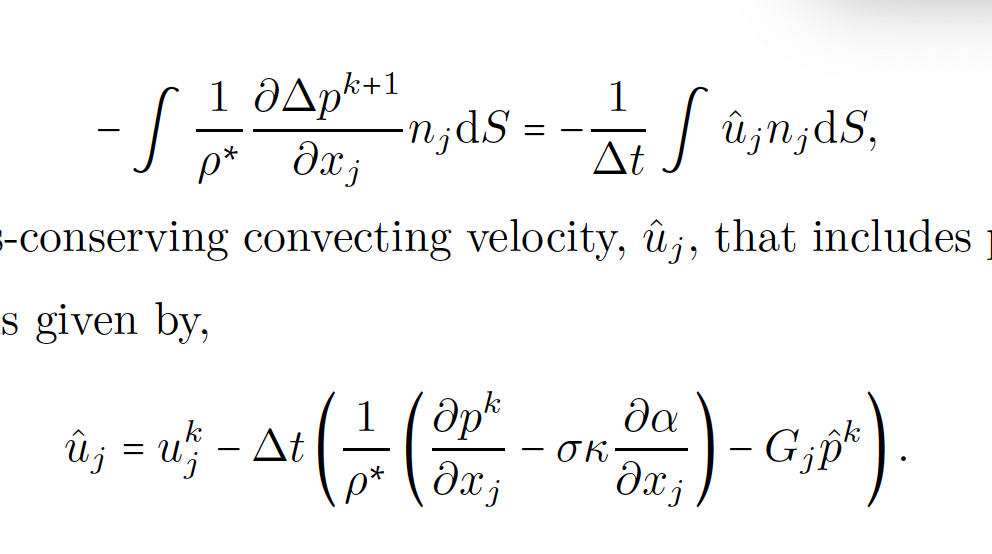 $$-\int \frac{1}{\rho^*} \frac{\partial \Delta p^{k+1}}{\partial x_j} n_j \mathrm{d}S = -\frac{1}{\Delta t} \int \hat{u}_j n_j \mathrm{d}S,$$
-conserving convecting velocity, $\hat{u}_j$, that includes
s given by,
$$\hat{u}_j = u_j^k - \Delta t \left( \frac{1}{\rho^*} \left( \frac{\partial p^k}{\partial x_j} - \sigma\kappa \frac{\partial \alpha}{\partial x_j} \right) - G_j \hat{p}^k \right).$$